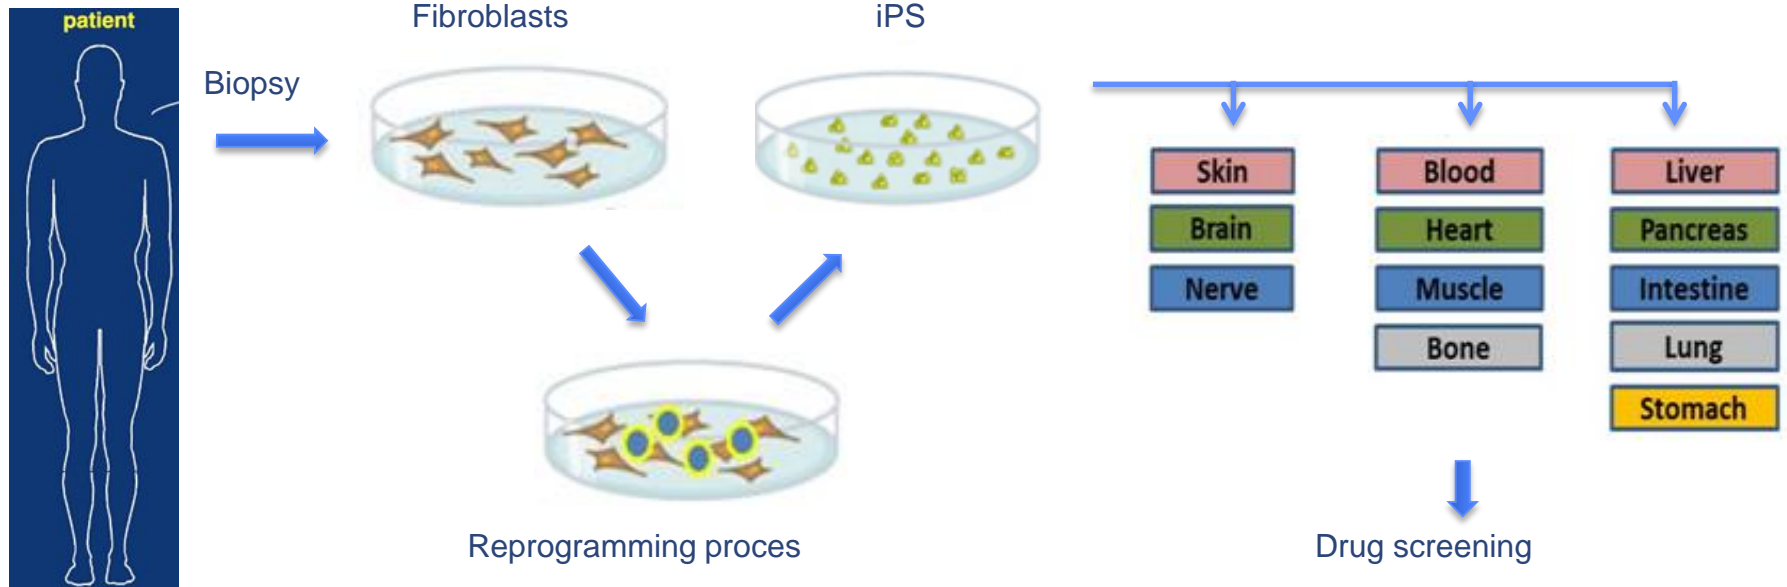 patient
Biopsy
Fibroblasts
iPS
Reprogramming proces
Skin
Brain
Nerve
Blood
Heart
Muscle
Bone
Liver
Pancreas
Intestine
Lung
Stomach
Drug screening